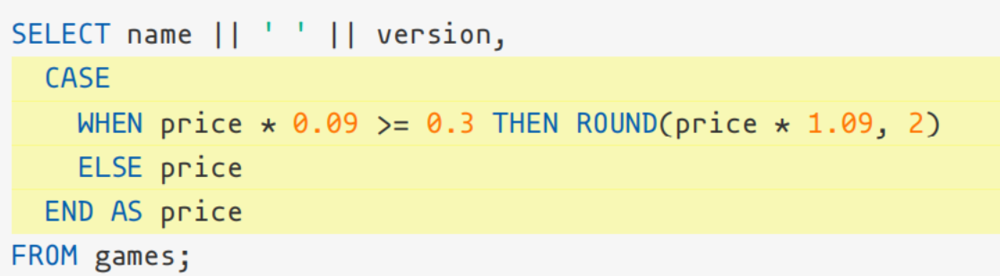 SELECT name || ' ' || version,
CASE
WHEN price * 0.09 >= 0.3 THEN ROUND(price * 1.09, 2)
ELSE price
END AS price
FROM games;